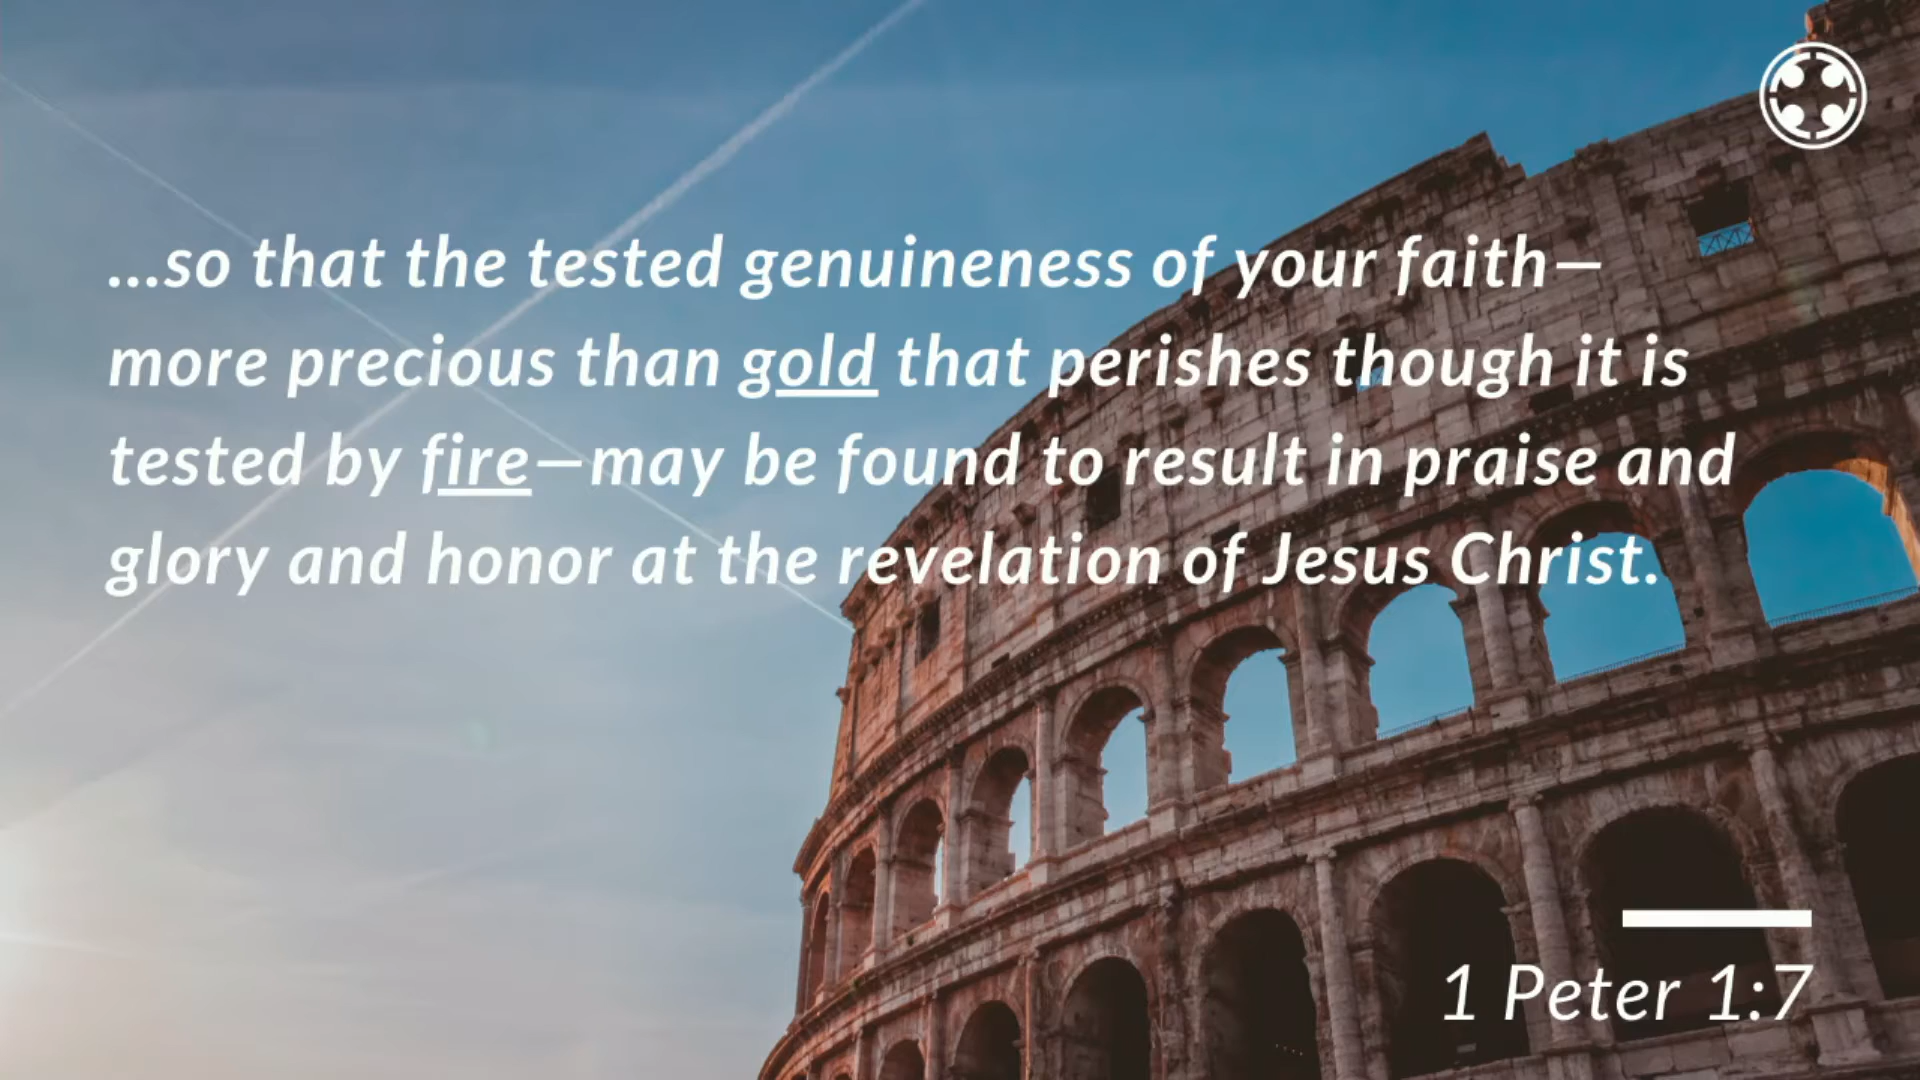 ...so that the tested genuineness of your faith—
more precious than gold that perishes though it is
tested by fire—may be found to result in praise and
glory and honor at the revelation of Jesus Christ.
1 Peter 1:7